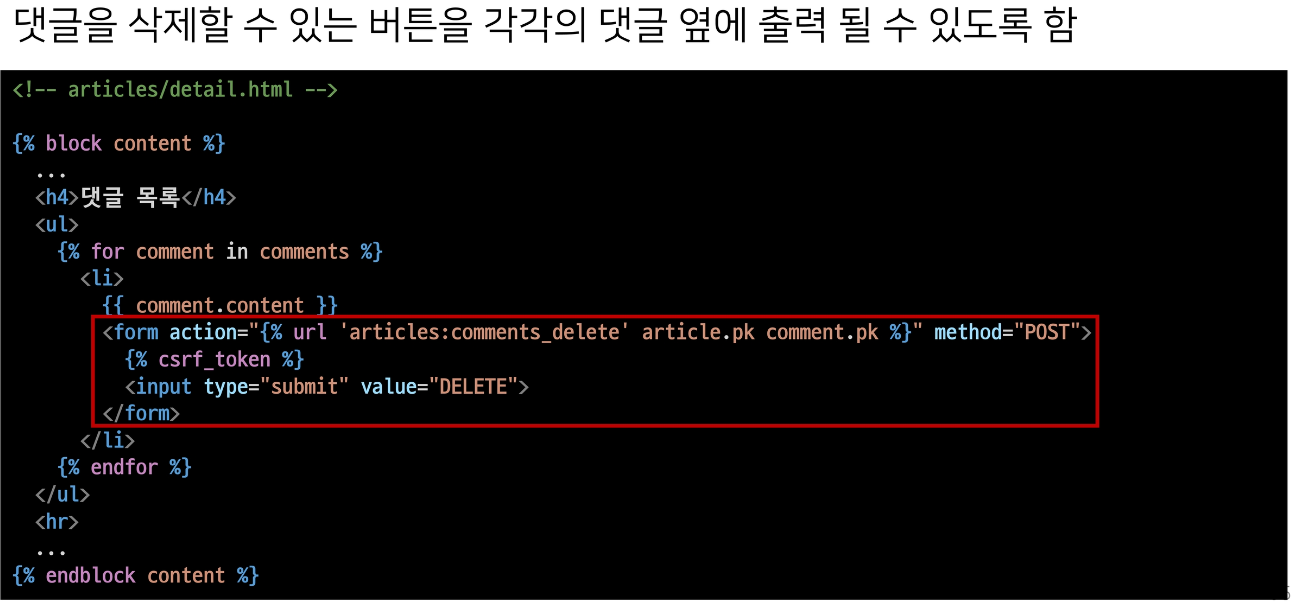 댓글을 삭제할 수 있는 버튼을 각각의 댓글 옆에 출력 될 수 있도록 함
<!-- articles/detail.html -->
{% block content %}
...
<h4>댓글 목록</h4>
<ul>
{% for comment in comments %}
<li>
{{ comment.content }}
<form action="{% url 'articles:comments_delete' article.pk comment.pk %}" method="POST">
{% csrf_token %}
<input type="submit" value="DELETE">
</form>
</li>
{% endfor %}
</ul>
<hr>
...
{% endblock content %}